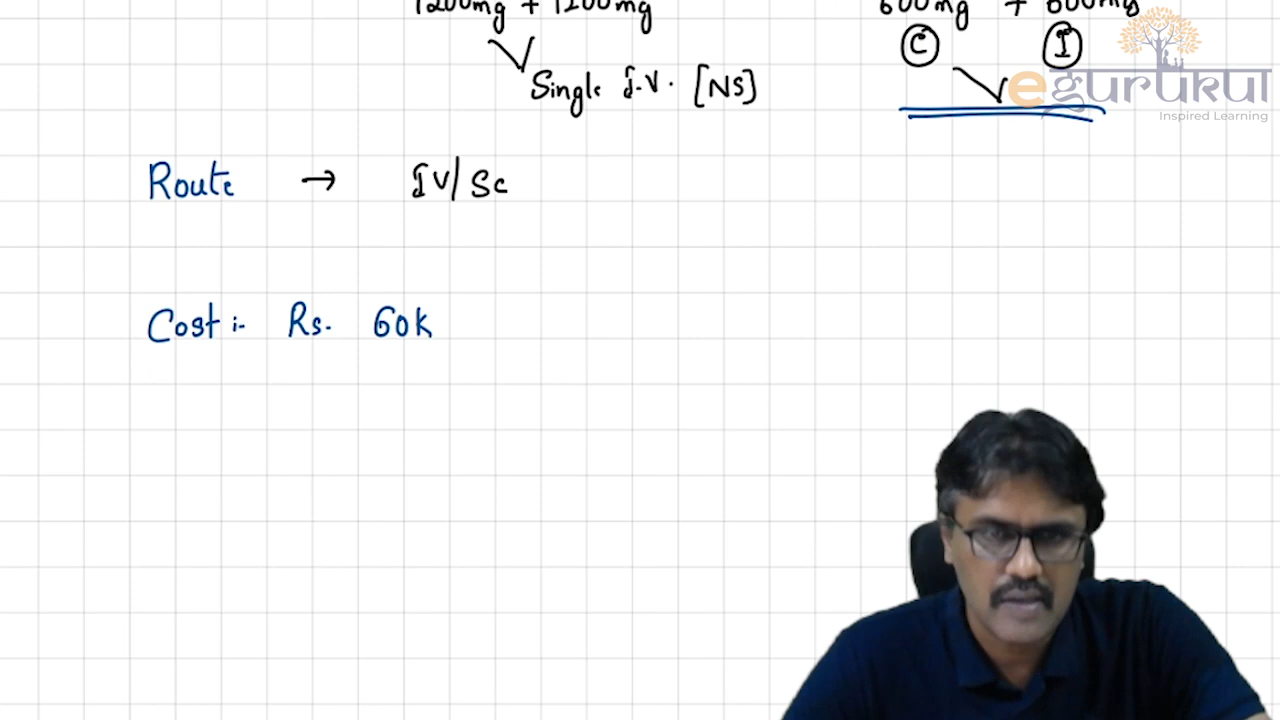 1200mg + 1200mg
600mg + 600mg
C I
Single I.V. [NS]
egurukul
Inspired Learning
Route → IV/SC
Cost :- Rs. 60K